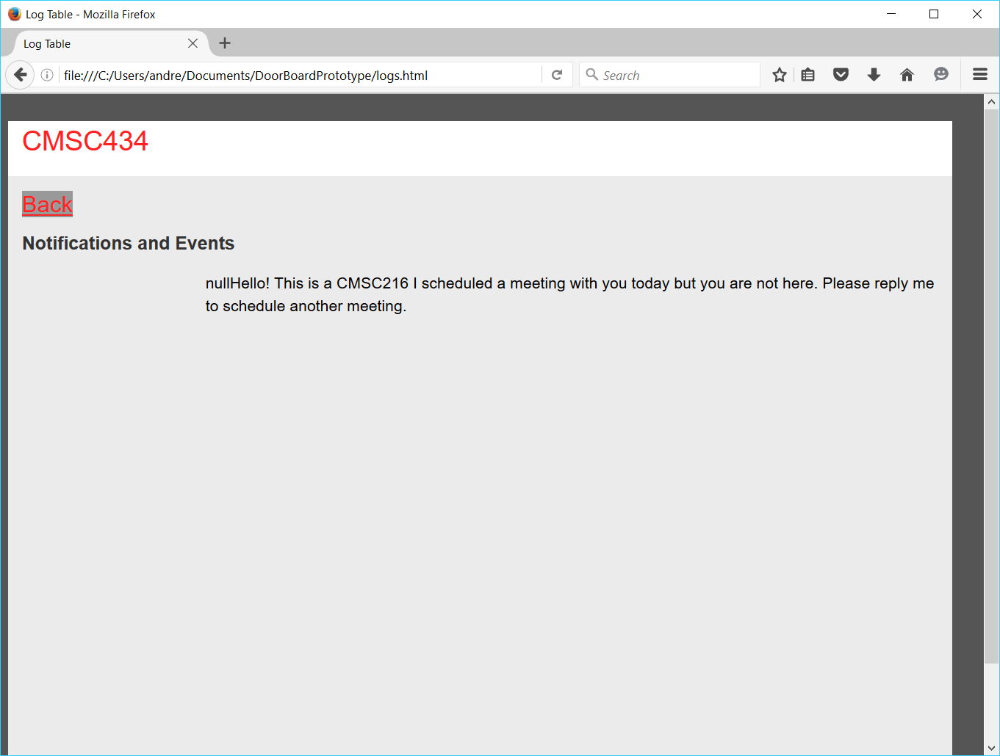 Log Table - Mozilla Firefox
Log Table
file:///C:/Users/andre/Documents/DoorBoardPrototype/logs.html
Search
CMSC434
Back
Notifications and Events
nullHello! This is a CMSC216 I scheduled a meeting with you today but you are not here. Please reply me
to schedule another meeting.